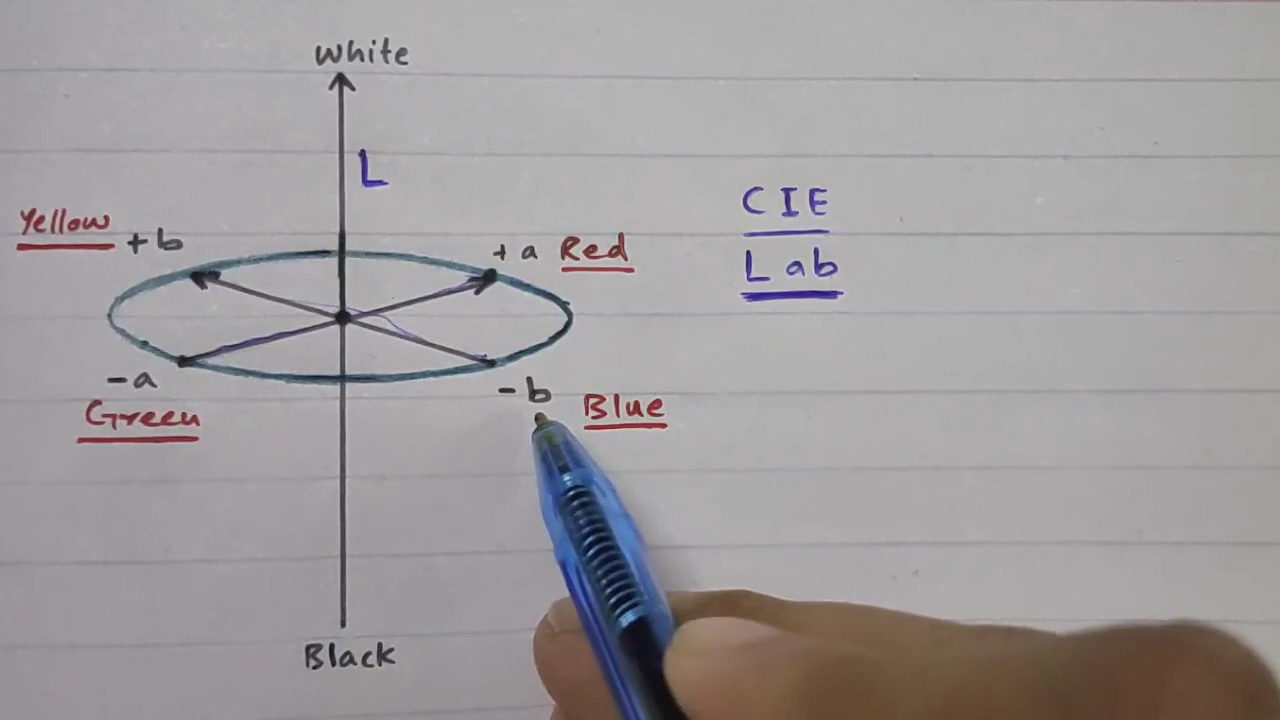 White
L
CIE
Lab
Yellow +b
+a Red
-a
Green
-b Blue
Black